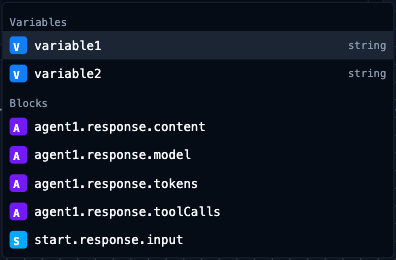 Variables
V variable1 string
V variable2 string
Blocks
A agent1.response.content
A agent1.response.model
A agent1.response.tokens
A agent1.response.toolCalls
S start.response.input